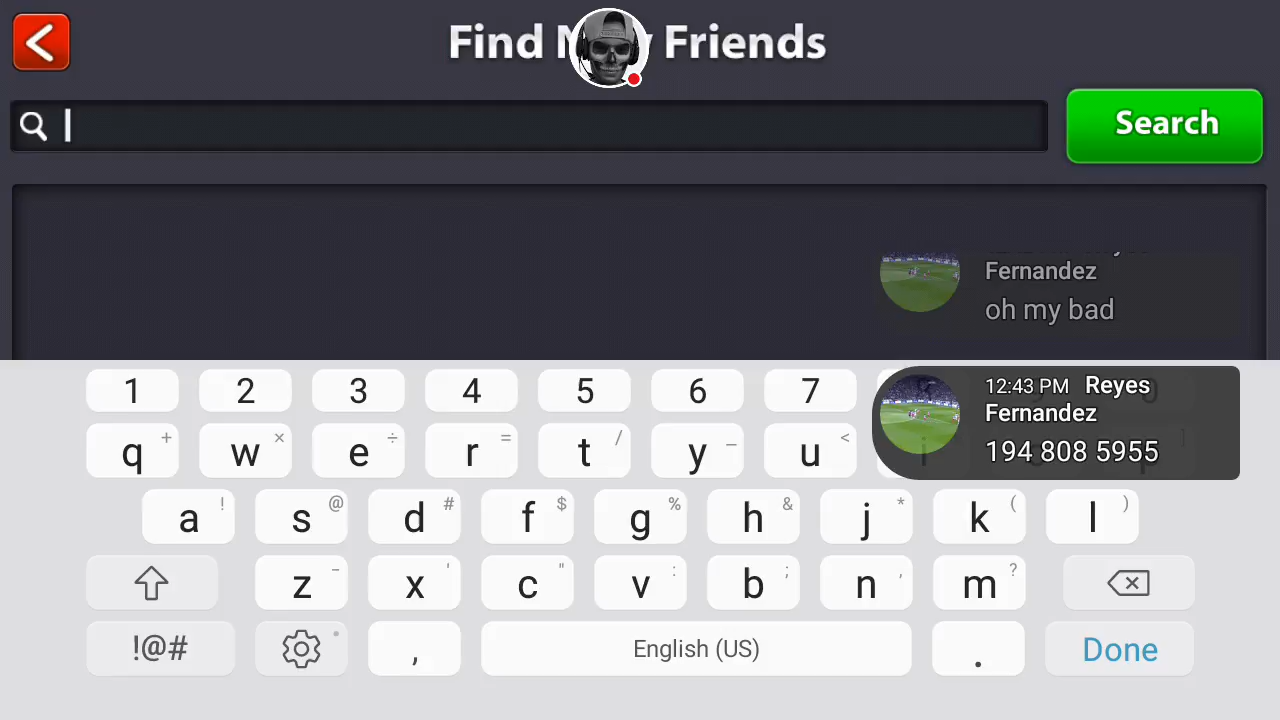 Find N y Friends
Search
Fernandez
oh my bad
12:43 PM Reyes
Fernandez
194 808 5955
1 2 3 4 5 6 7
q + w × e ÷ r = t / y _ u < i ]
a ! s @ d # f $ g % h & j * k ( l )
z - x ' c " v : b ; n , m ?
!@# , English (US) . Done